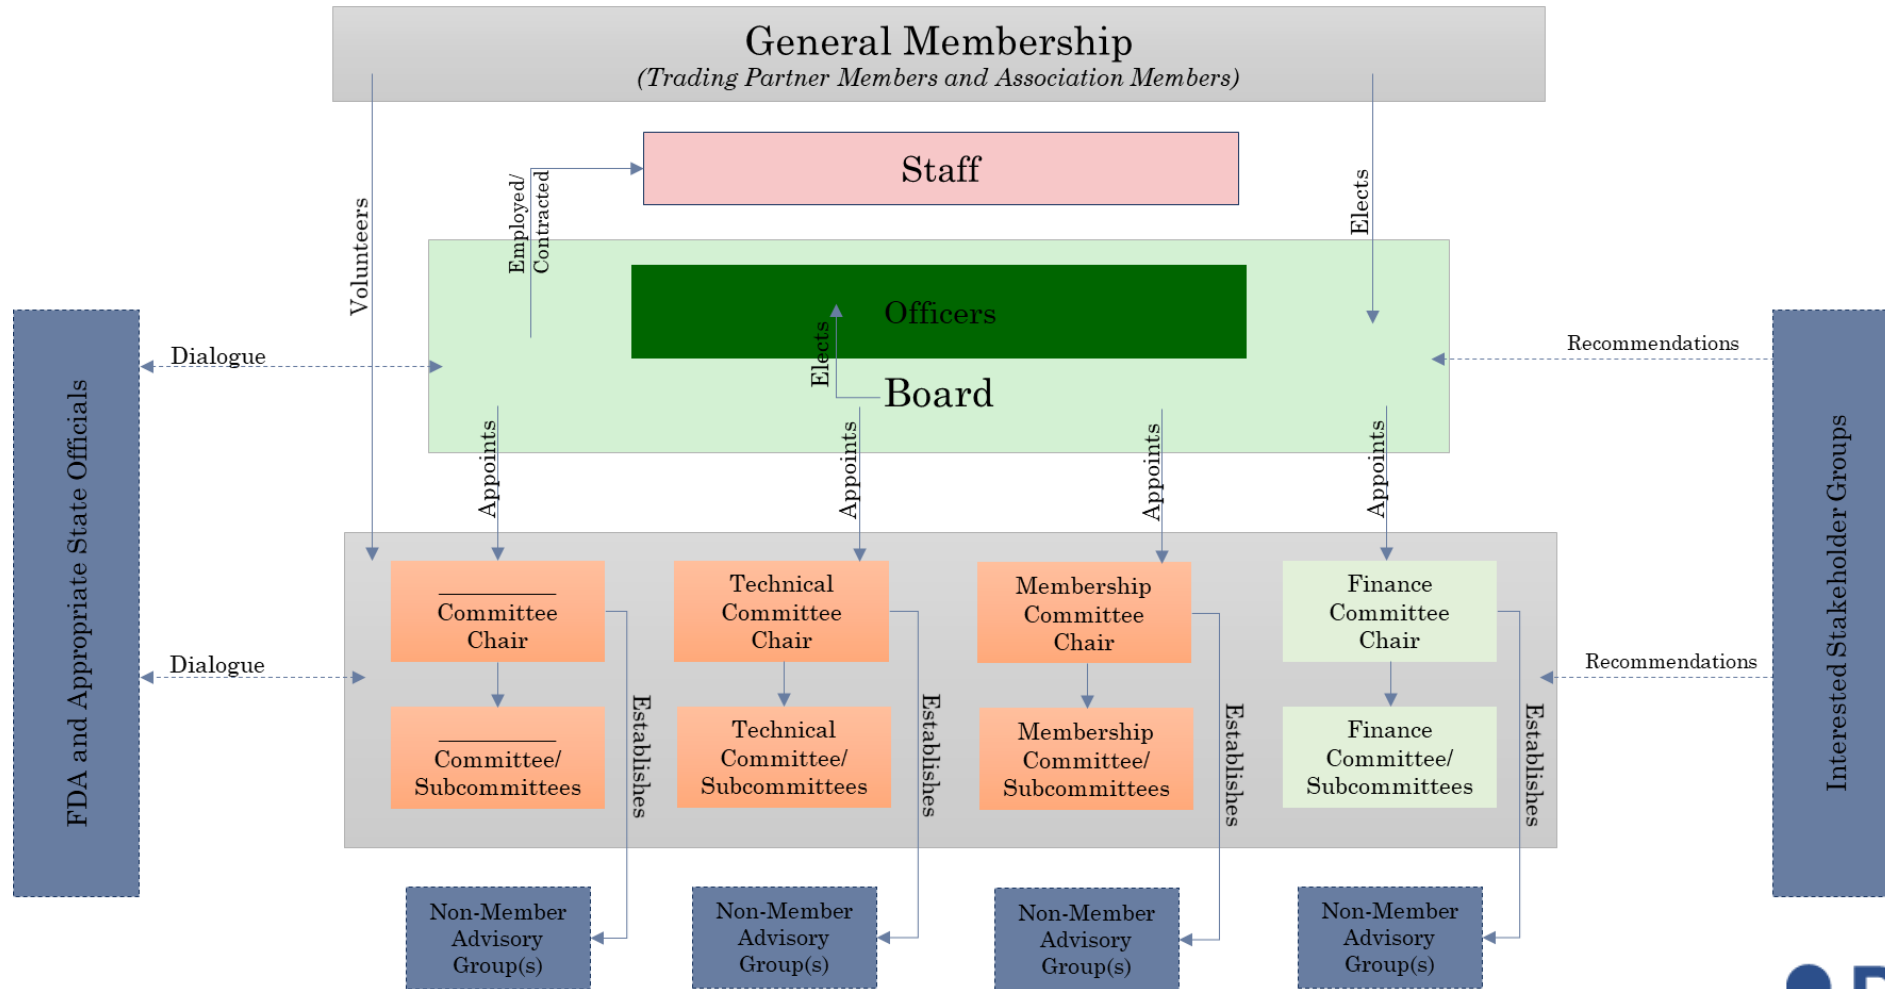 General Membership
(Trading Partner Members and Association Members)
Staff
Employed/
Contracted
Volunteers
Elects
Officers
Elects
Board
Dialogue
Recommendations
FDA and Appropriate State Officials
Interested Stakeholder Groups
Appoints
Appoints
Appoints
Appoints
__________
Committee
Chair
Technical
Committee
Chair
Membership
Committee
Chair
Finance
Committee
Chair
Dialogue
Recommendations
__________
Committee/
Subcommittees
Technical
Committee/
Subcommittees
Membership
Committee/
Subcommittees
Finance
Committee/
Subcommittees
Establishes
Establishes
Establishes
Establishes
Non-Member
Advisory
Group(s)
Non-Member
Advisory
Group(s)
Non-Member
Advisory
Group(s)
Non-Member
Advisory
Group(s)